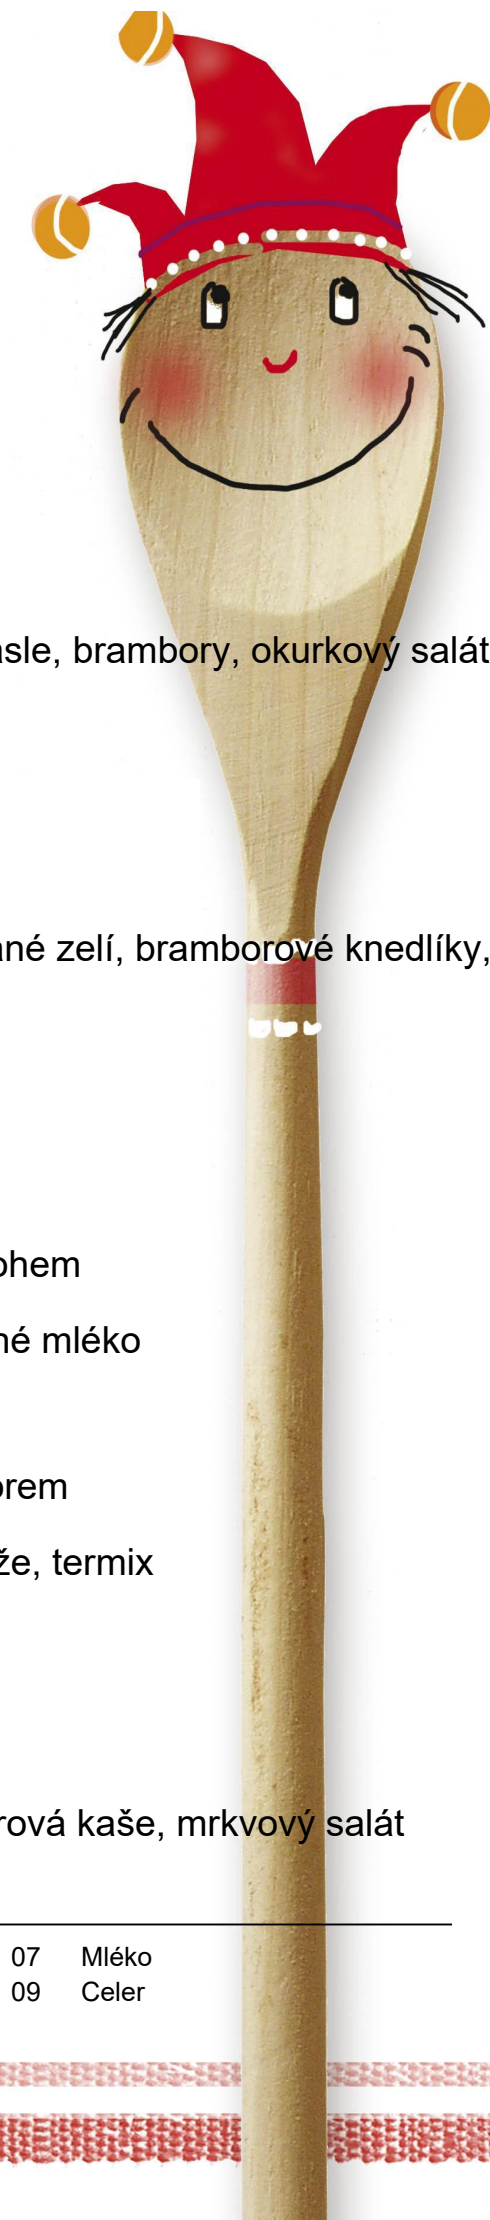 asle, brambory, okurkový salát
ané zelí, bramborové knedlíky,
ohem
né mléko
orem
že, termix
rová kaše, mrkvový salát
07 Mléko
09 Celer